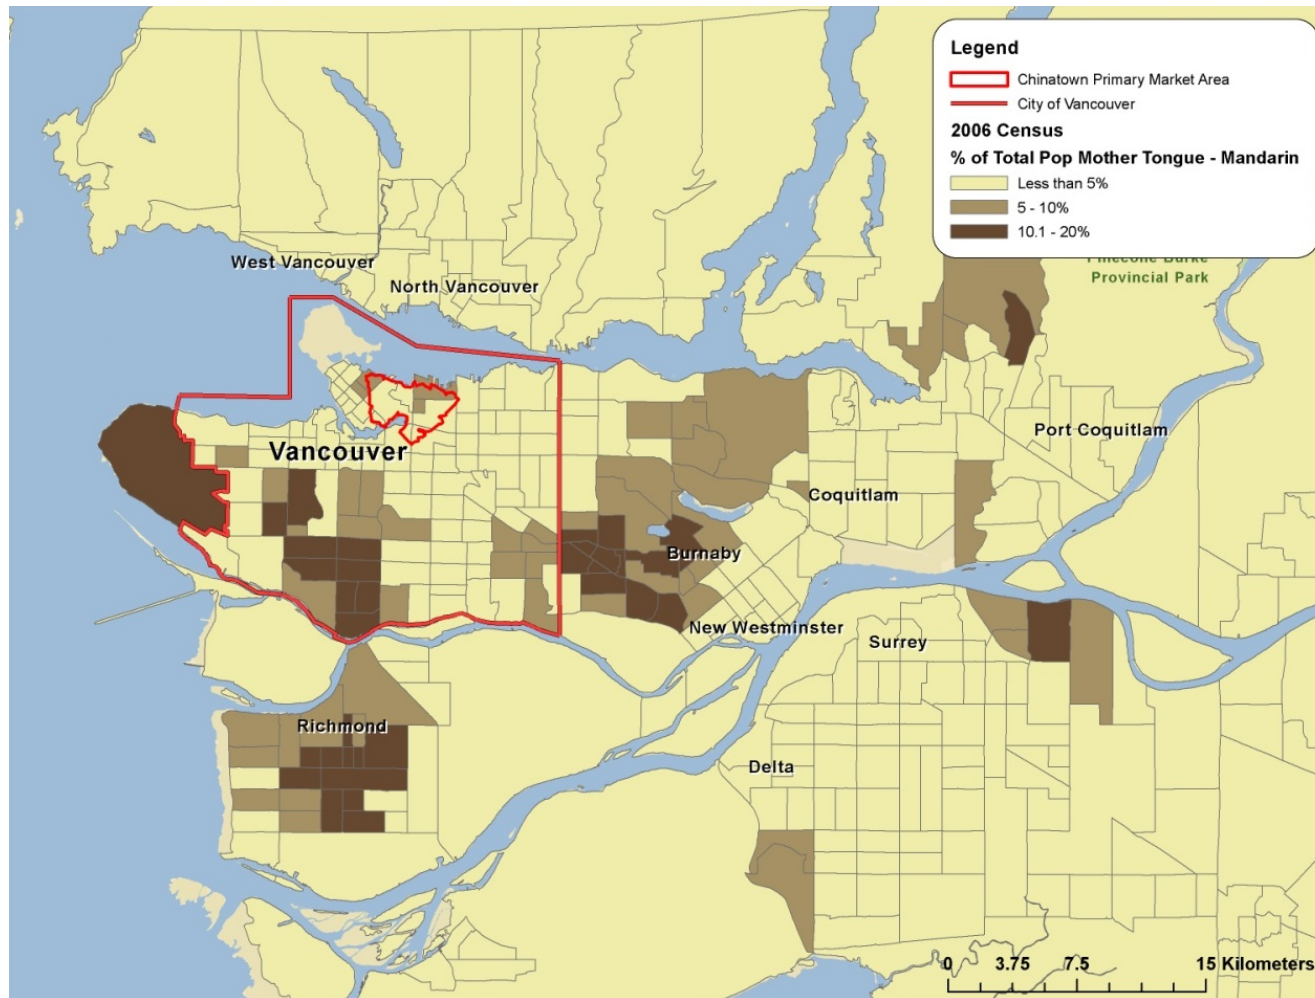 Legend
Chinatown Primary Market Area
City of Vancouver
2006 Census
% of Total Pop Mother Tongue - Mandarin
Less than 5%
5 - 10%
10.1 - 20%
Pinecone Burke
Provincial Park
West Vancouver
North Vancouver
Port Coquitlam
Vancouver
Coquitlam
Burnaby
New Westminster
Surrey
Richmond
Delta
0 3.75 7.5 15 Kilometers